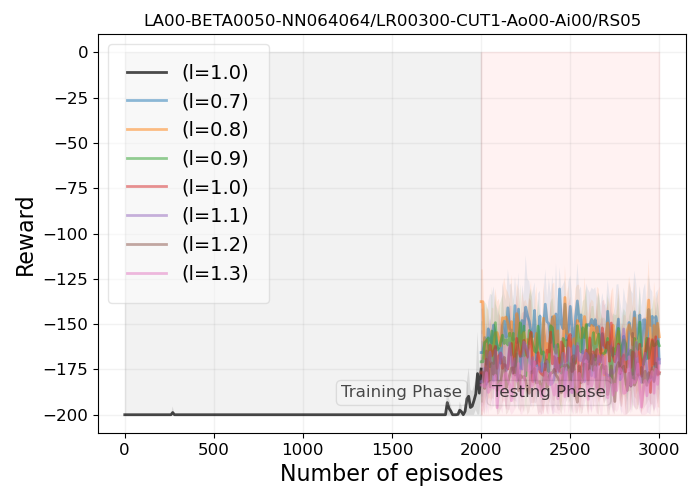 LA00-BETA0050-NN064064/LR00300-CUT1-Ao00-Ai00/RS05
0
−25
−50
−75
−100
−125
−150
−175
−200
Reward
(l=1.0)
(l=0.7)
(l=0.8)
(l=0.9)
(l=1.0)
(l=1.1)
(l=1.2)
(l=1.3)
Training Phase
Testing Phase
0 500 1000 1500 2000 2500 3000
Number of episodes